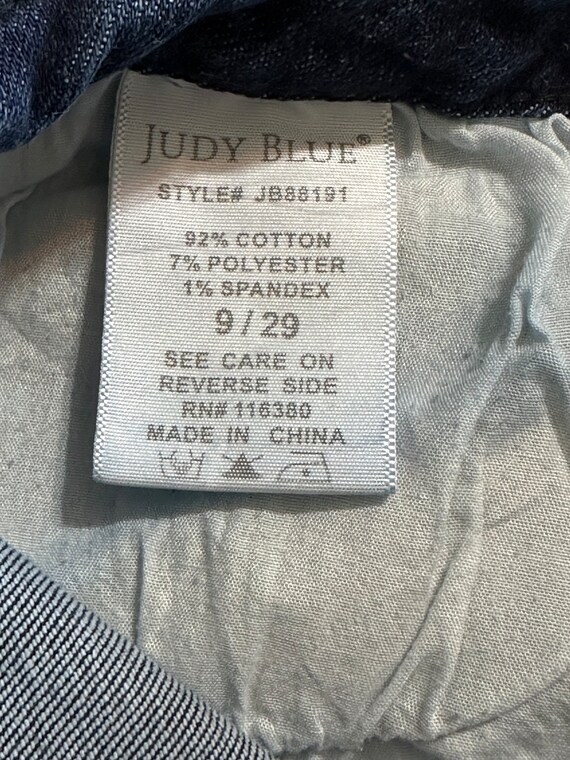 JUDY BLUE®
STYLE# JB88191
92% COTTON
7% POLYESTER
1% SPANDEX
9 / 29
SEE CARE ON
REVERSE SIDE
RN# 116380
MADE IN CHINA